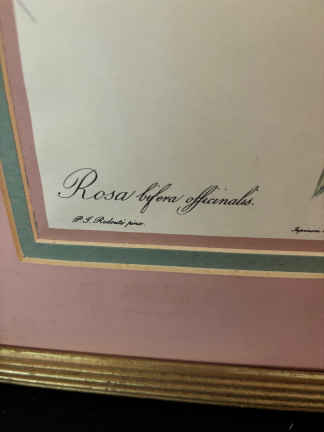 Rosa bifera officinalis.
P. J. Redouté pinx.